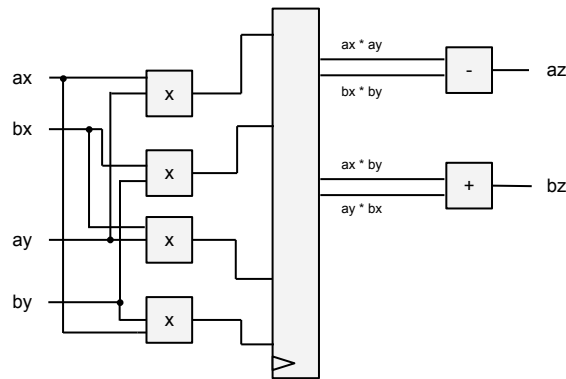 ax
bx
ay
by
x
x
x
x
ax * ay
bx * by
ax * by
ay * bx
-
+
az
bz